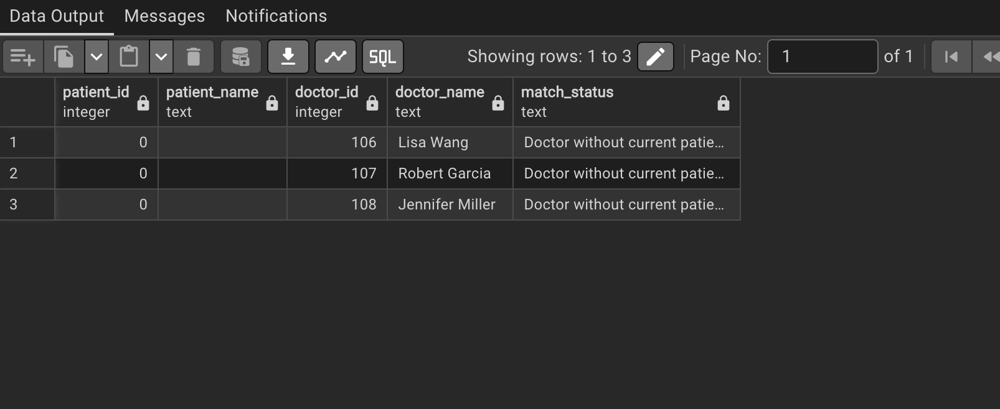 Data Output Messages Notifications
SQL Showing rows: 1 to 3 Page No: 1 of 1
patient_id patient_name doctor_id doctor_name match_status
integer text integer text text
1 0 106 Lisa Wang Doctor without current patie...
2 0 107 Robert Garcia Doctor without current patie...
3 0 108 Jennifer Miller Doctor without current patie...